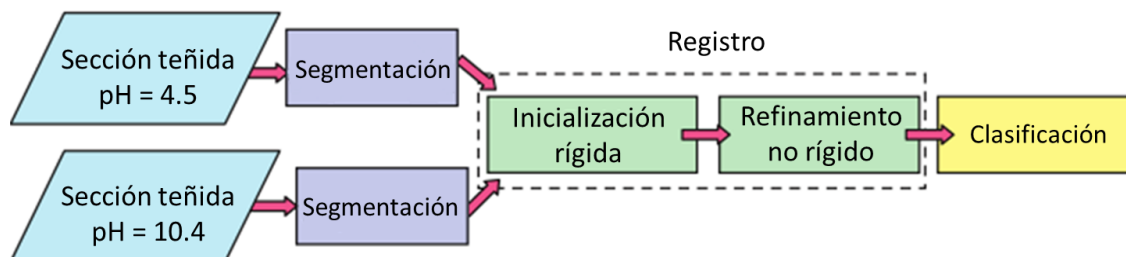 Sección teñida
pH = 4.5
Segmentación
Registro
Inicialización
rígida
Refinamiento
no rígido
Clasificación
Sección teñida
pH = 10.4
Segmentación